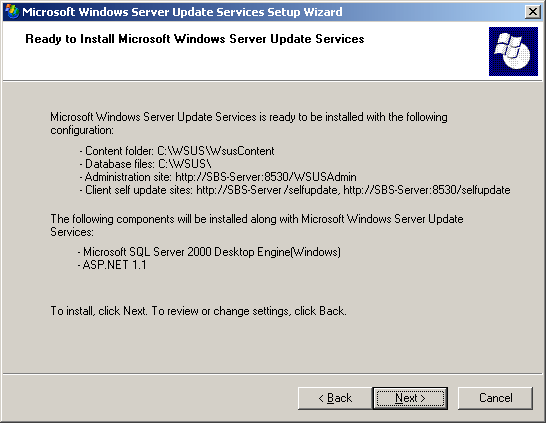 Microsoft Windows Server Update Services Setup Wizard
Ready to Install Microsoft Windows Server Update Services
Microsoft Windows Server Update Services is ready to be installed with the following
configuration:
- Content folder: C:\WSUS\WsusContent
- Database files: C:\WSUS\
- Administration site: http://SBS-Server:8530/WSUSAdmin
- Client self update sites: http://SBS-Server/selfupdate, http://SBS-Server:8530/selfupdate
The following components will be installed along with Microsoft Windows Server Update
Services:
- Microsoft SQL Server 2000 Desktop Engine(Windows)
- ASP.NET 1.1
To install, click Next. To review or change settings, click Back.
< Back Next > Cancel